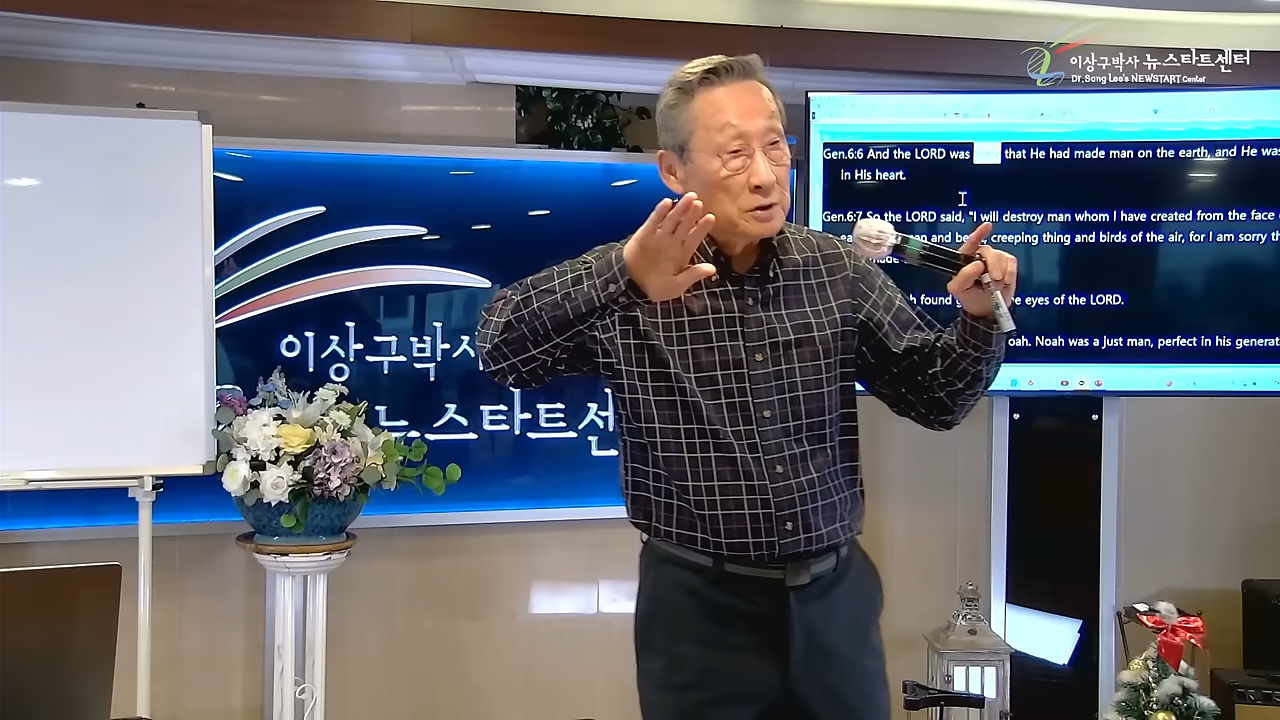 이상구박사 뉴스타트센터
Dr.Sang Lee's NEWSTART Center
Gen.6:6 And the LORD was that He had made man on the earth, and He was
in His heart.
Gen.6:7 So the LORD said, "I will destroy man whom I have created from the face
and creeping thing and birds of the air, for I am sorry
found eyes of the LORD.
Noah was a just man, perfect in his
이상구박
뉴스타트